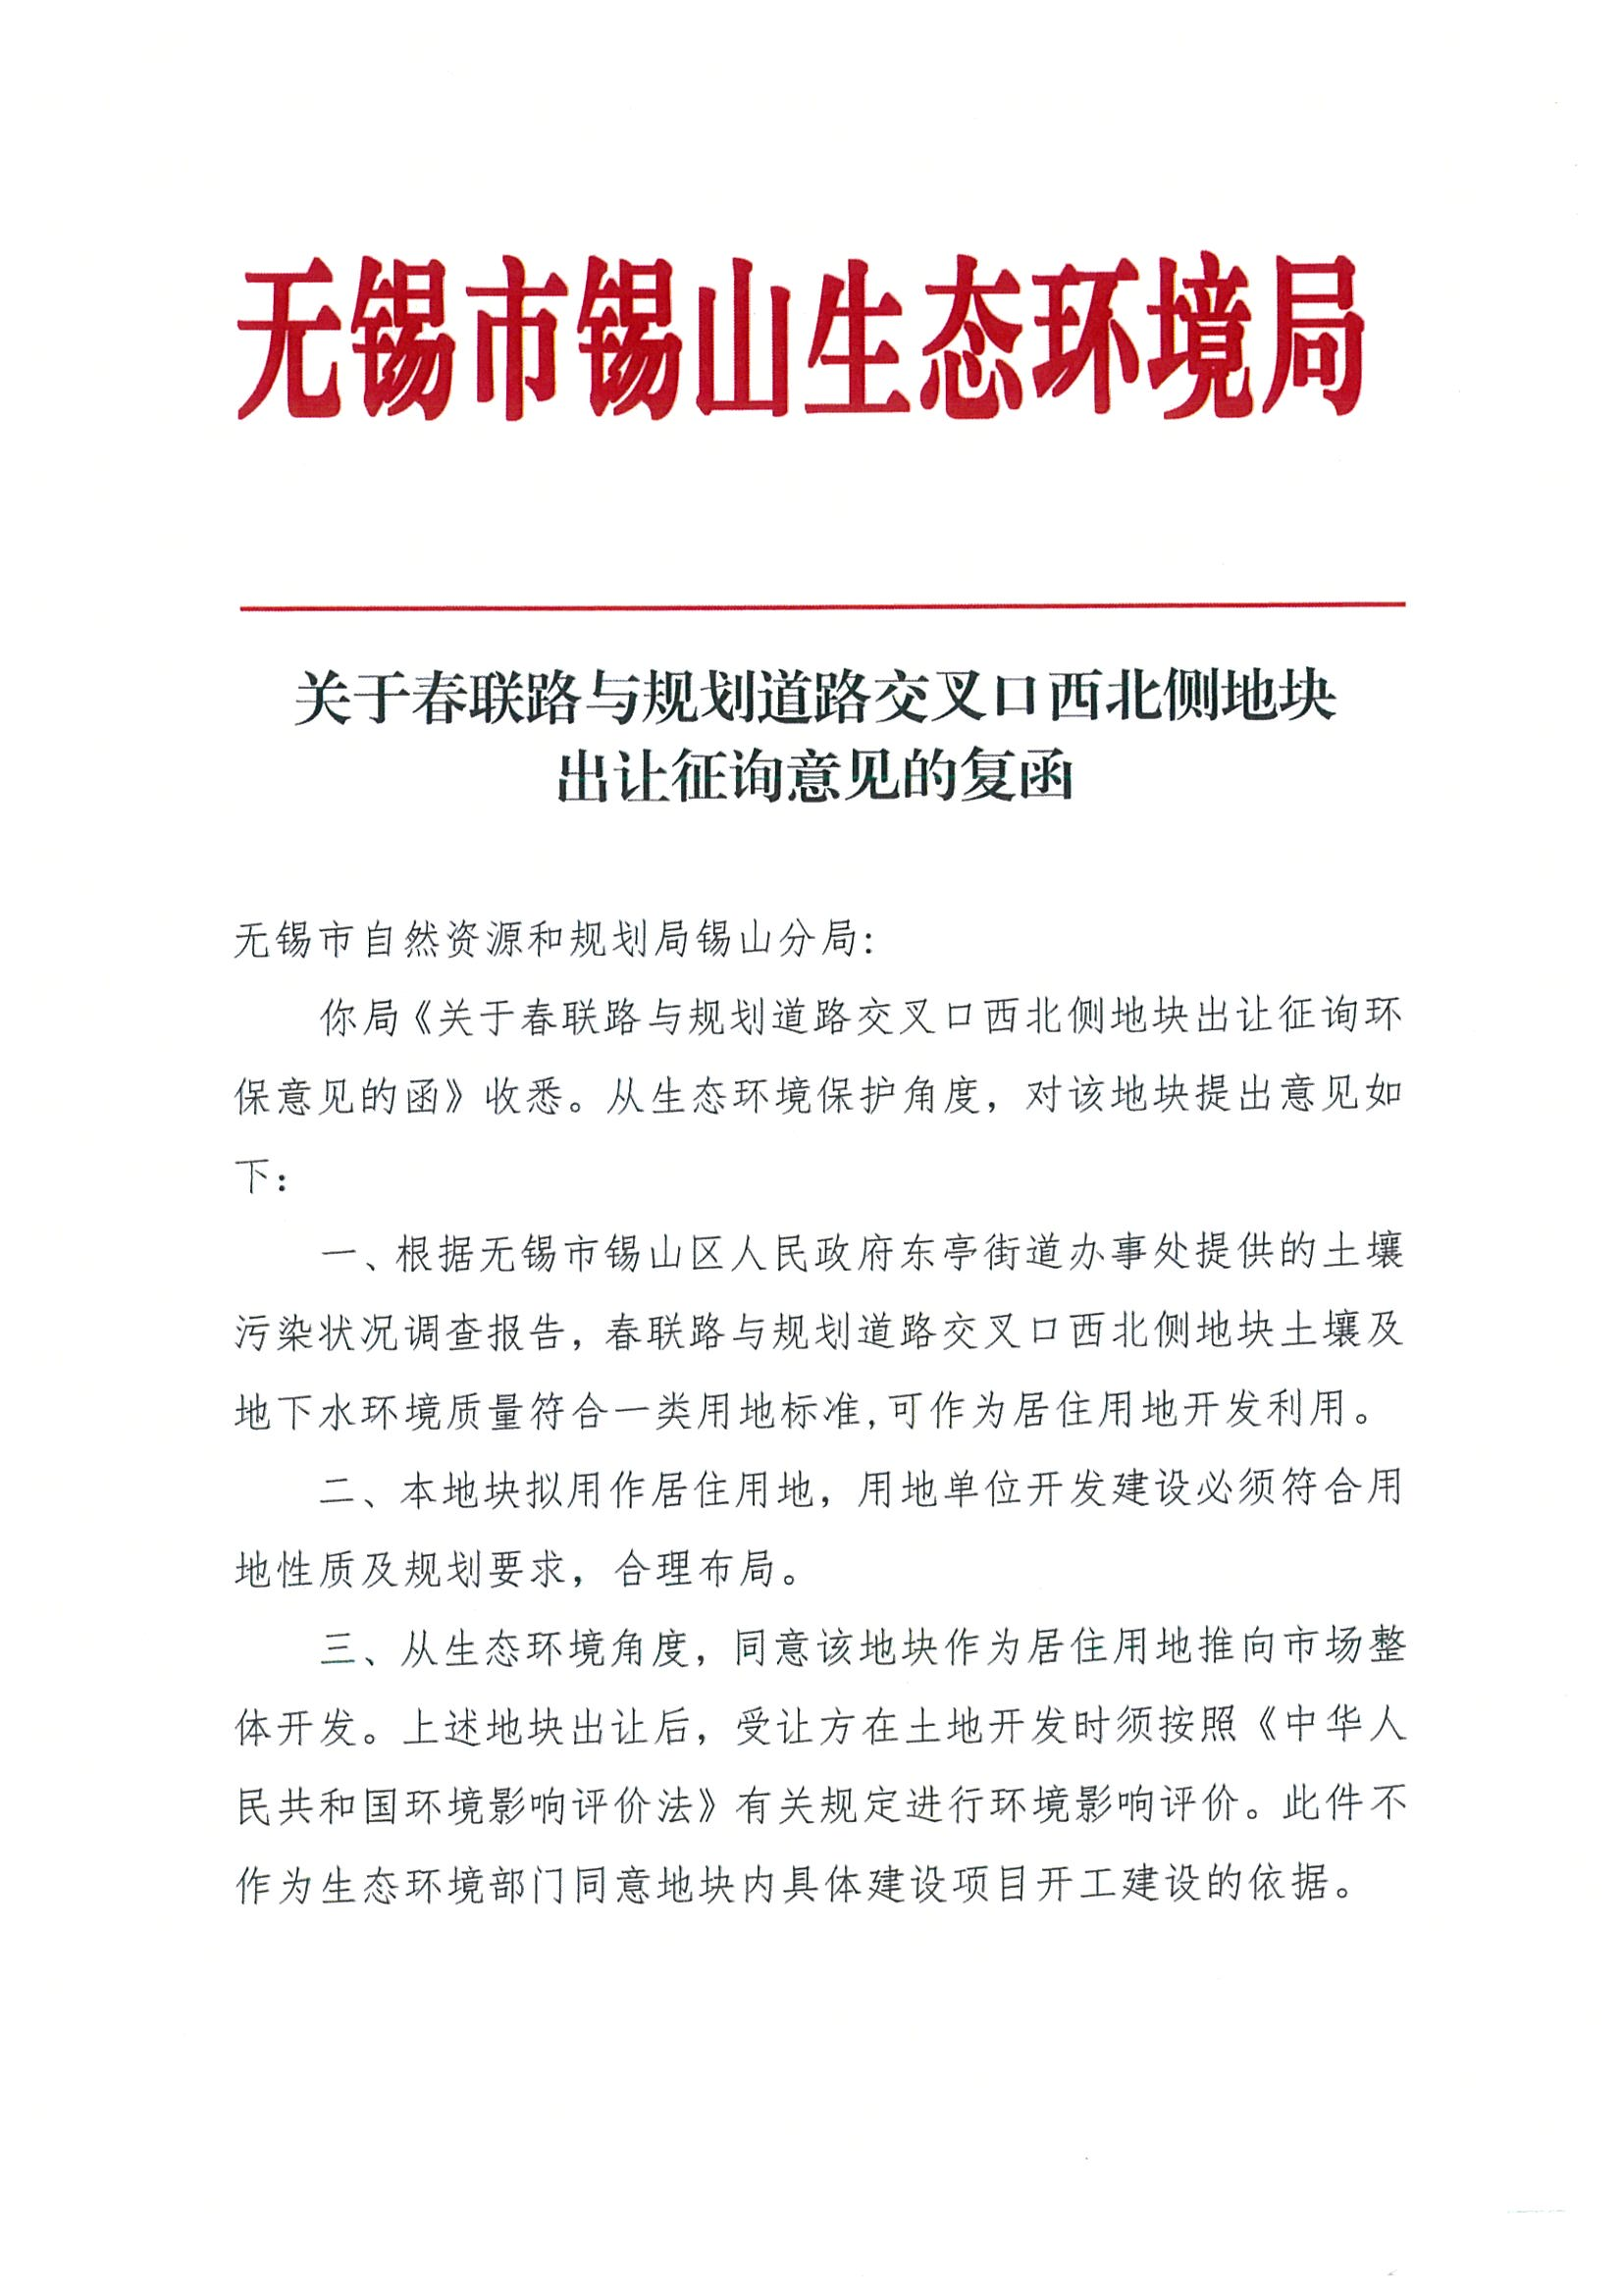 无锡市锡山生态环境局
关于春联路与规划道路交叉口西北侧地块
出让征询意见的复函
无锡市自然资源和规划局锡山分局:
你局《关于春联路与规划道路交叉口西北侧地块出让征询环
保意见的函》收悉。从生态环境保护角度，对该地块提出意见如
下：
一、根据无锡市锡山区人民政府东亭街道办事处提供的土壤
污染状况调查报告，春联路与规划道路交叉口西北侧地块土壤及
地下水环境质量符合一类用地标准,可作为居住用地开发利用。
二、本地块拟用作居住用地，用地单位开发建设必须符合用
地性质及规划要求，合理布局。
三、从生态环境角度，同意该地块作为居住用地推向市场整
体开发。上述地块出让后，受让方在土地开发时须按照《中华人
民共和国环境影响评价法》有关规定进行环境影响评价。此件不
作为生态环境部门同意地块内具体建设项目开工建设的依据。